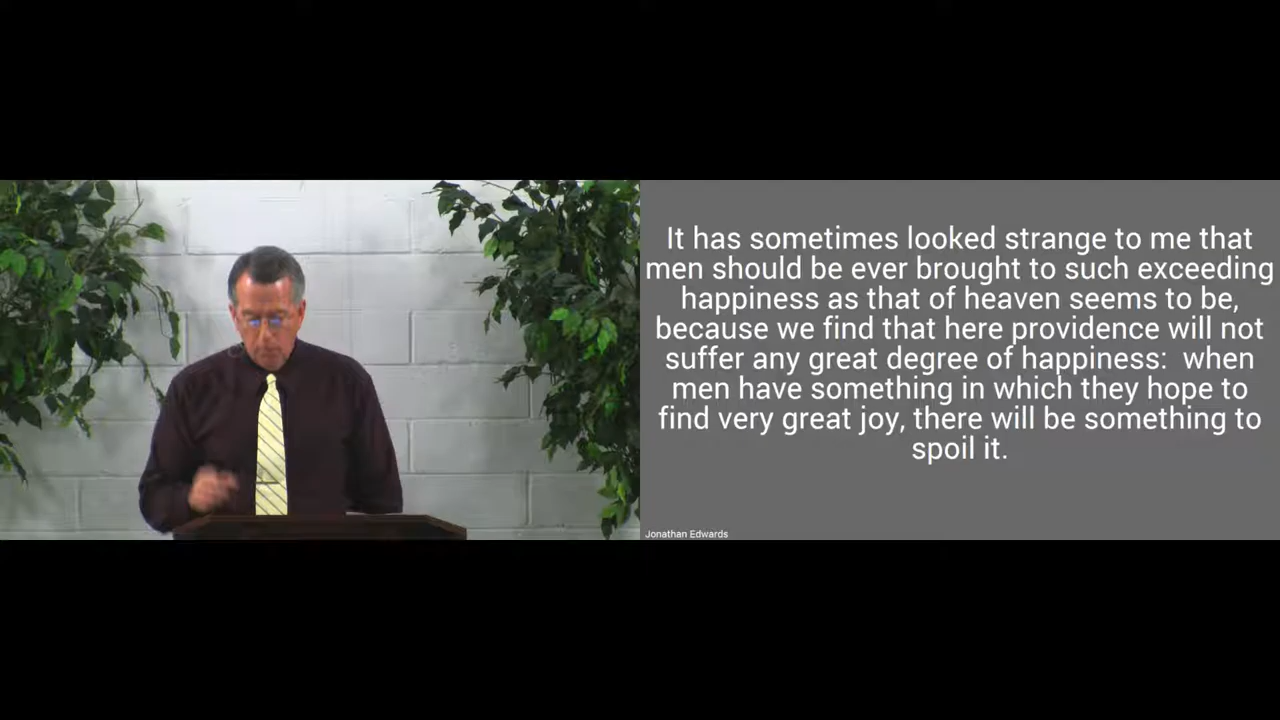 It has sometimes looked strange to me that
men should be ever brought to such exceeding
happiness as that of heaven seems to be,
because we find that here providence will not
suffer any great degree of happiness:  when
men have something in which they hope to
find very great joy, there will be something to
spoil it.
Jonathan Edwards